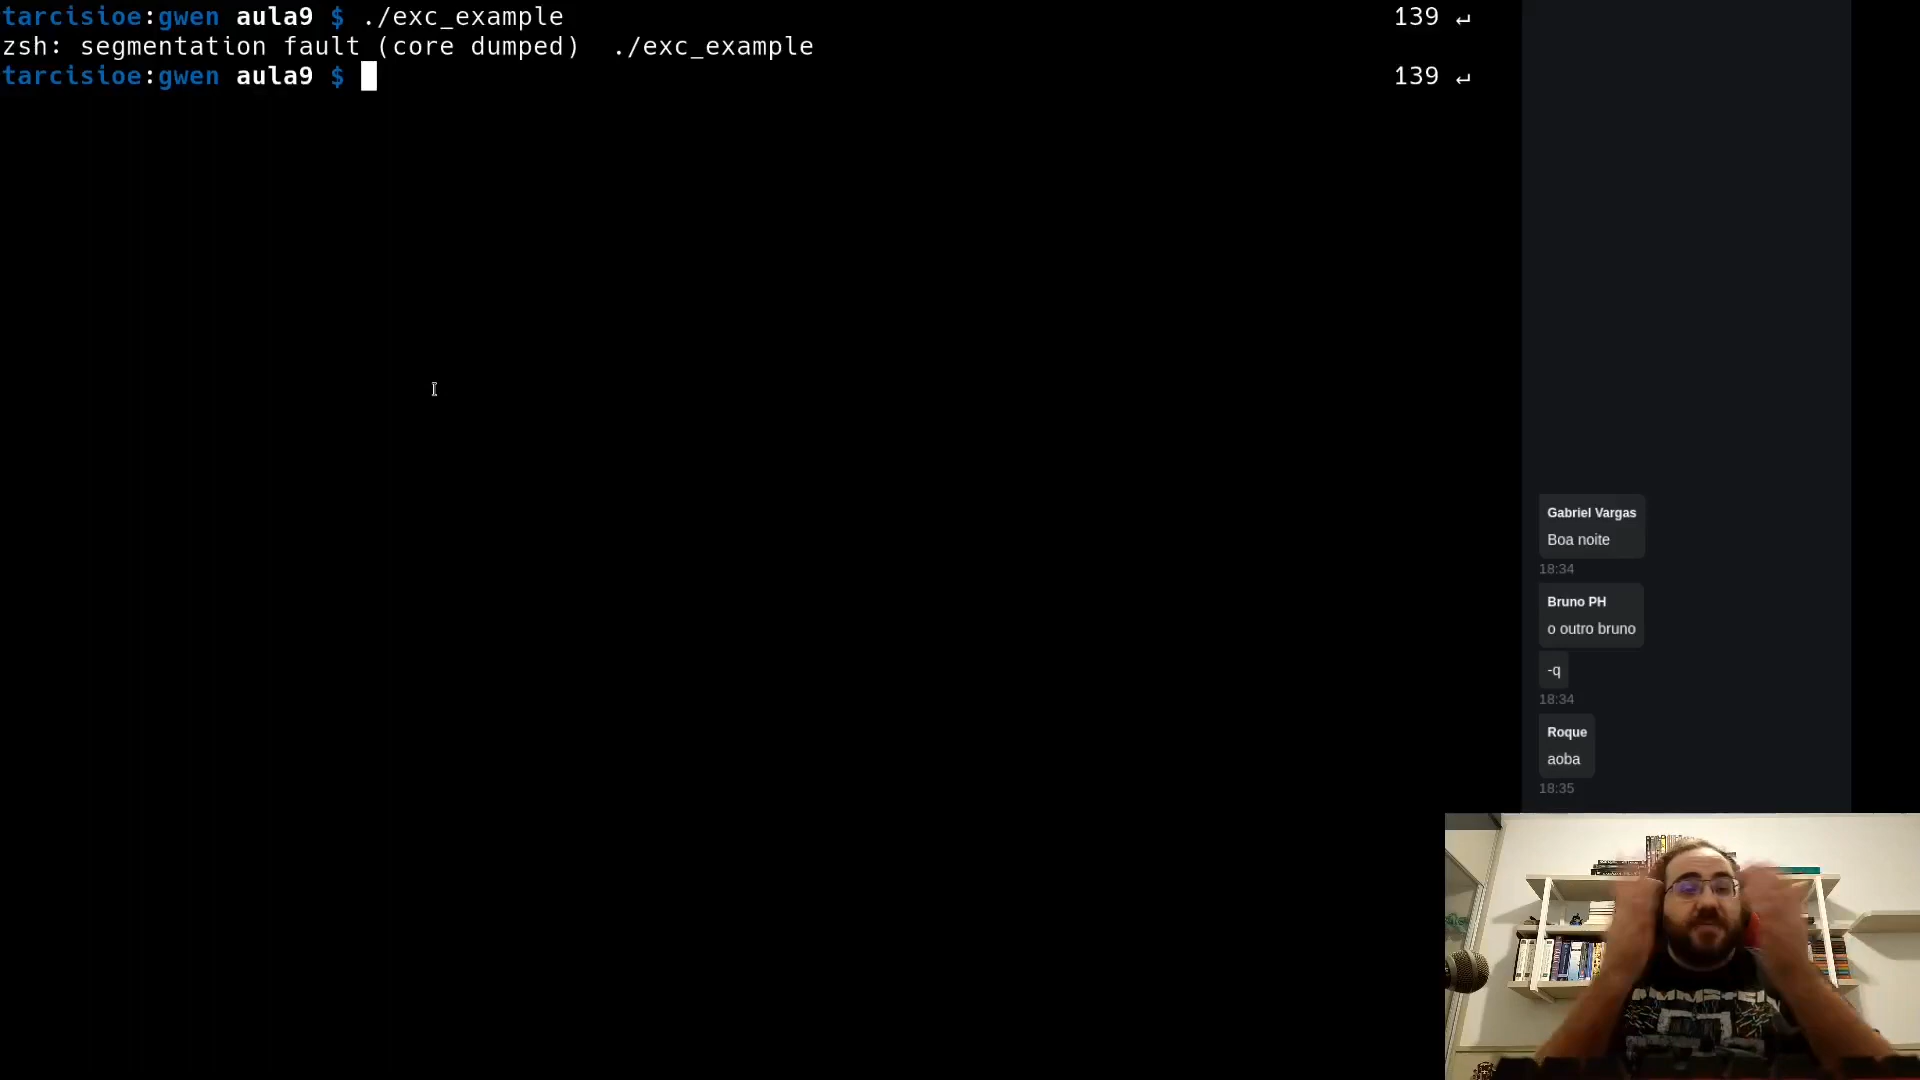 tarcisioe:gwen aula9 $ ./exc_example 139 ↵
zsh: segmentation fault (core dumped)  ./exc_example
tarcisioe:gwen aula9 $ 139 ↵
Gabriel Vargas
Boa noite
18:34
Bruno PH
o outro bruno
-q
18:34
Roque
aoba
18:35
RAMMSTEIN